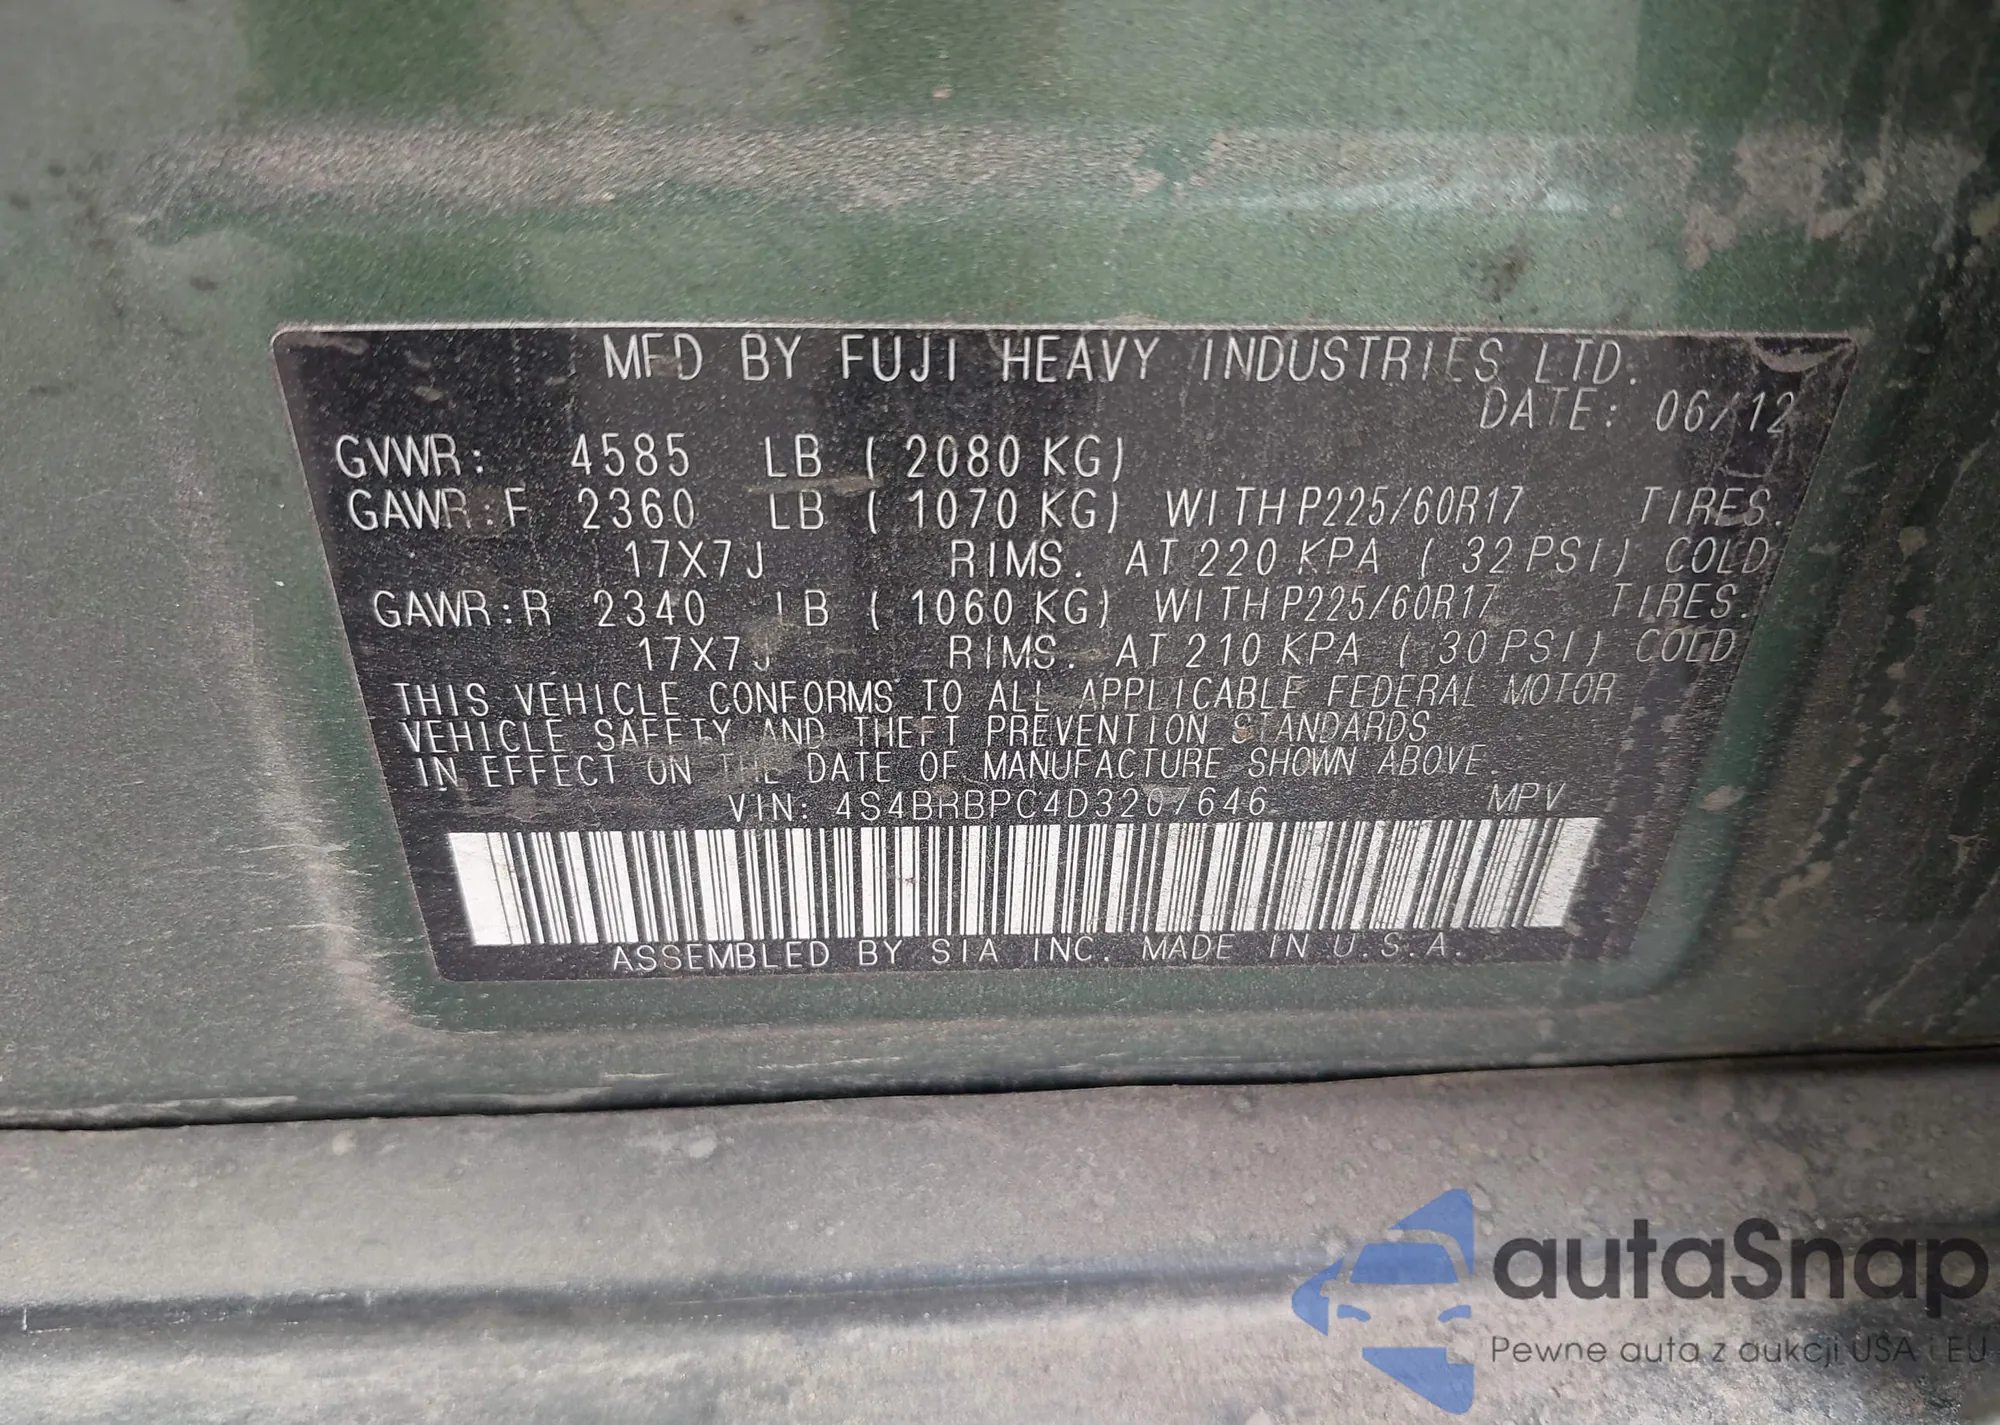 MFD BY FUJI HEAVY INDUSTRIES LTD.
DATE: 06/12
GVWR: 4585 LB ( 2080 KG)
GAWR:F 2360 LB ( 1070 KG) WITH P225/60R17 TIRES.
17X7J RIMS. AT 220 KPA ( 32 PSI) COLD
GAWR:R 2340 LB ( 1060 KG) WITH P225/60R17 TIRES.
17X7J RIMS. AT 210 KPA ( 30 PSI) COLD
THIS VEHICLE CONFORMS TO ALL APPLICABLE FEDERAL MOTOR
VEHICLE SAFETY AND THEFT PREVENTION STANDARDS
IN EFFECT ON THE DATE OF MANUFACTURE SHOWN ABOVE.
VIN: 4S4BRBPC4D3207646 MPV
ASSEMBLED BY SIA INC. MADE IN U.S.A.
autaSnap
Pewne auta z aukcji USA i EU